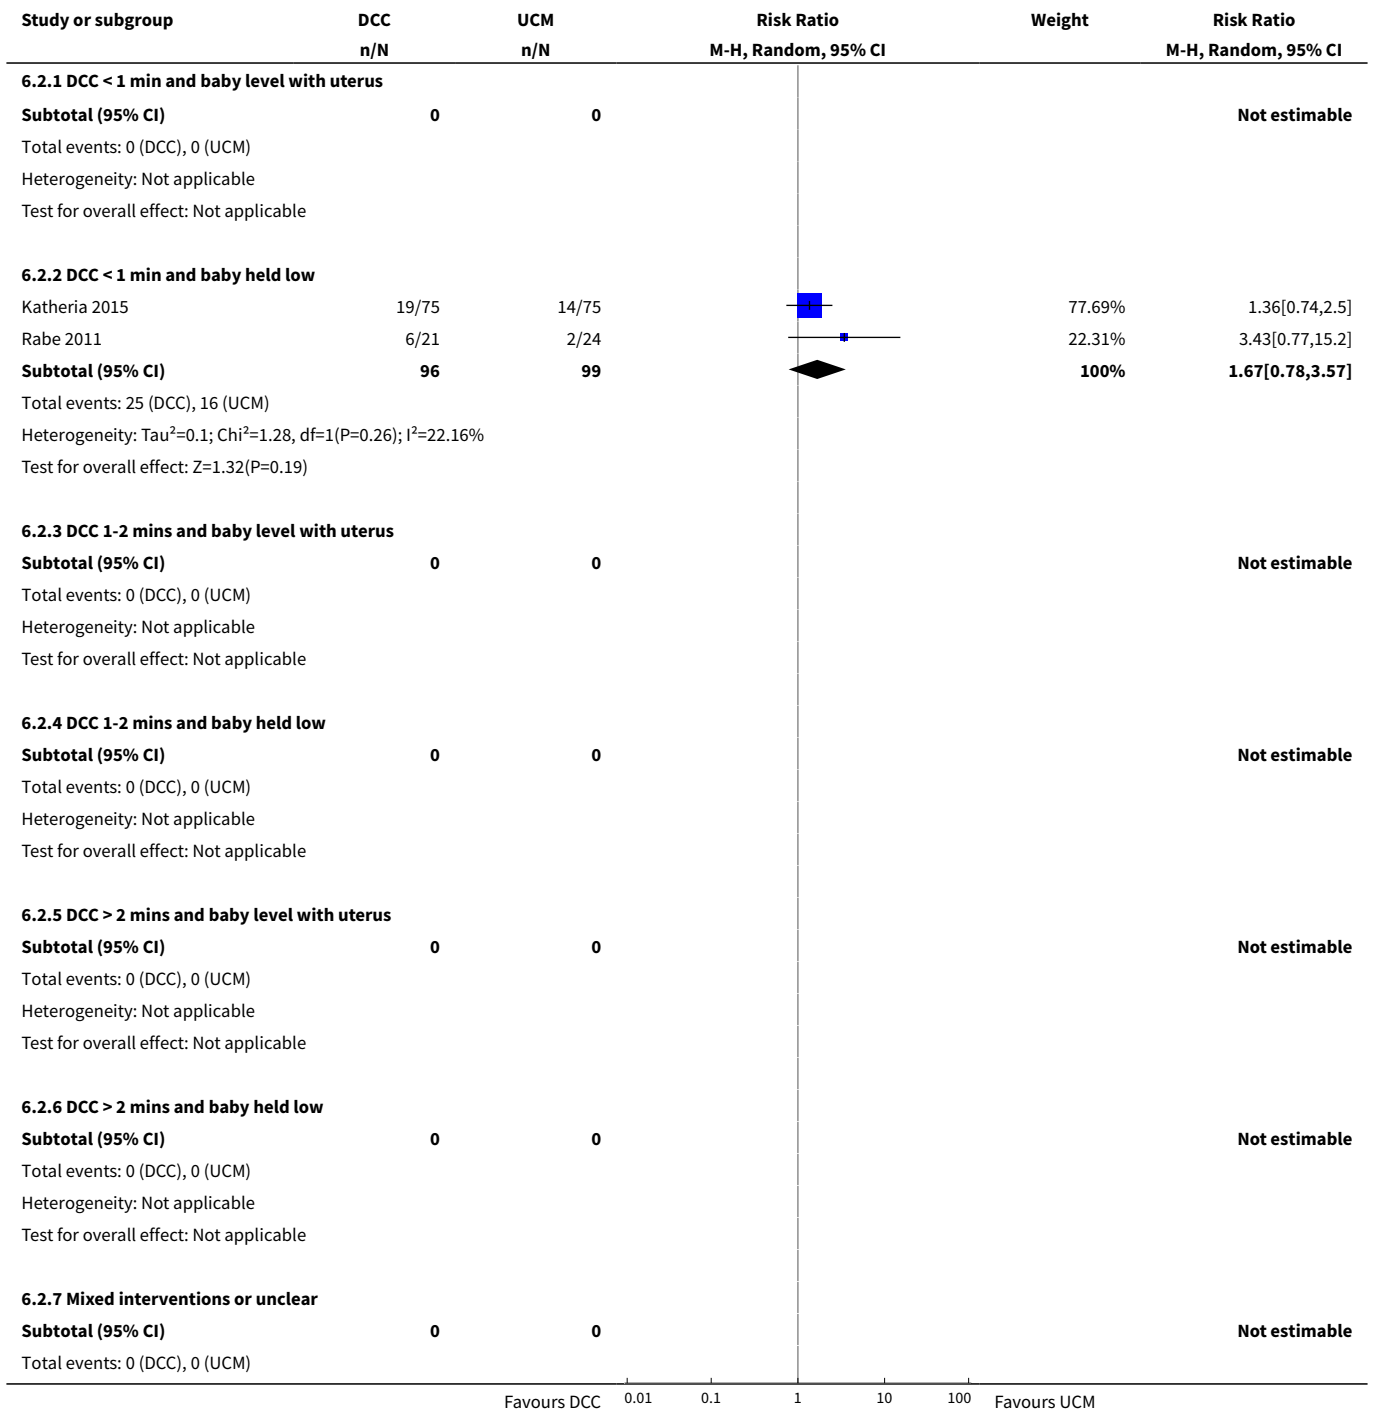 Study or subgroup DCC UCM Risk Ratio Weight Risk Ratio
n/N n/N M-H, Random, 95% CI M-H, Random, 95% CI
6.2.1 DCC < 1 min and baby level with uterus
Subtotal (95% CI) 0 0 Not estimable
Total events: 0 (DCC), 0 (UCM)
Heterogeneity: Not applicable
Test for overall effect: Not applicable
6.2.2 DCC < 1 min and baby held low
Katheria 2015 19/75 14/75 77.69% 1.36[0.74,2.5]
Rabe 2011 6/21 2/24 22.31% 3.43[0.77,15.2]
Subtotal (95% CI) 96 99 100% 1.67[0.78,3.57]
Total events: 25 (DCC), 16 (UCM)
Heterogeneity: Tau²=0.1; Chi²=1.28, df=1(P=0.26); I²=22.16%
Test for overall effect: Z=1.32(P=0.19)
6.2.3 DCC 1-2 mins and baby level with uterus
Subtotal (95% CI) 0 0 Not estimable
Total events: 0 (DCC), 0 (UCM)
Heterogeneity: Not applicable
Test for overall effect: Not applicable
6.2.4 DCC 1-2 mins and baby held low
Subtotal (95% CI) 0 0 Not estimable
Total events: 0 (DCC), 0 (UCM)
Heterogeneity: Not applicable
Test for overall effect: Not applicable
6.2.5 DCC > 2 mins and baby level with uterus
Subtotal (95% CI) 0 0 Not estimable
Total events: 0 (DCC), 0 (UCM)
Heterogeneity: Not applicable
Test for overall effect: Not applicable
6.2.6 DCC > 2 mins and baby held low
Subtotal (95% CI) 0 0 Not estimable
Total events: 0 (DCC), 0 (UCM)
Heterogeneity: Not applicable
Test for overall effect: Not applicable
6.2.7 Mixed interventions or unclear
Subtotal (95% CI) 0 0 Not estimable
Total events: 0 (DCC), 0 (UCM)
Favours DCC 0.01 0.1 1 10 100 Favours UCM